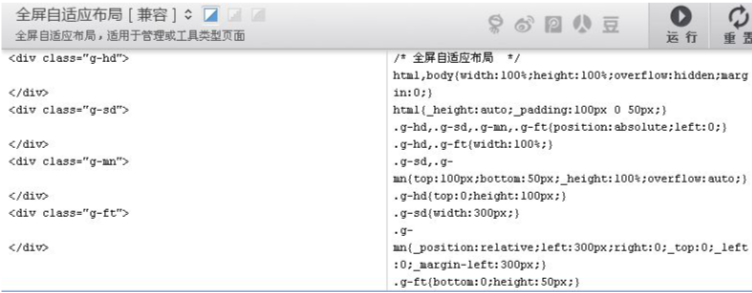 全屏自适应布局 [ 兼容 ]
全屏自适应布局，适用于管理或工具类型页面
豆
运 行
重 置
<div class="g-hd">
</div>
<div class="g-sd">
</div>
<div class="g-mn">
</div>
<div class="g-ft">
</div>
/* 全屏自适应布局  */
html,body{width:100%;height:100%;overflow:hidden;marg
in:0;}
html{_height:auto;_padding:100px 0 50px;}
.g-hd,.g-sd,.g-mn,.g-ft{position:absolute;left:0;}
.g-hd,.g-ft{width:100%;}
.g-sd,.g-
mn{top:100px;bottom:50px;_height:100%;overflow:auto;}
.g-hd{top:0;height:100px;}
.g-sd{width:300px;}
.g-
mn{_position:relative;left:300px;right:0;_top:0;_left
:0;_margin-left:300px;}
.g-ft{bottom:0;height:50px;}